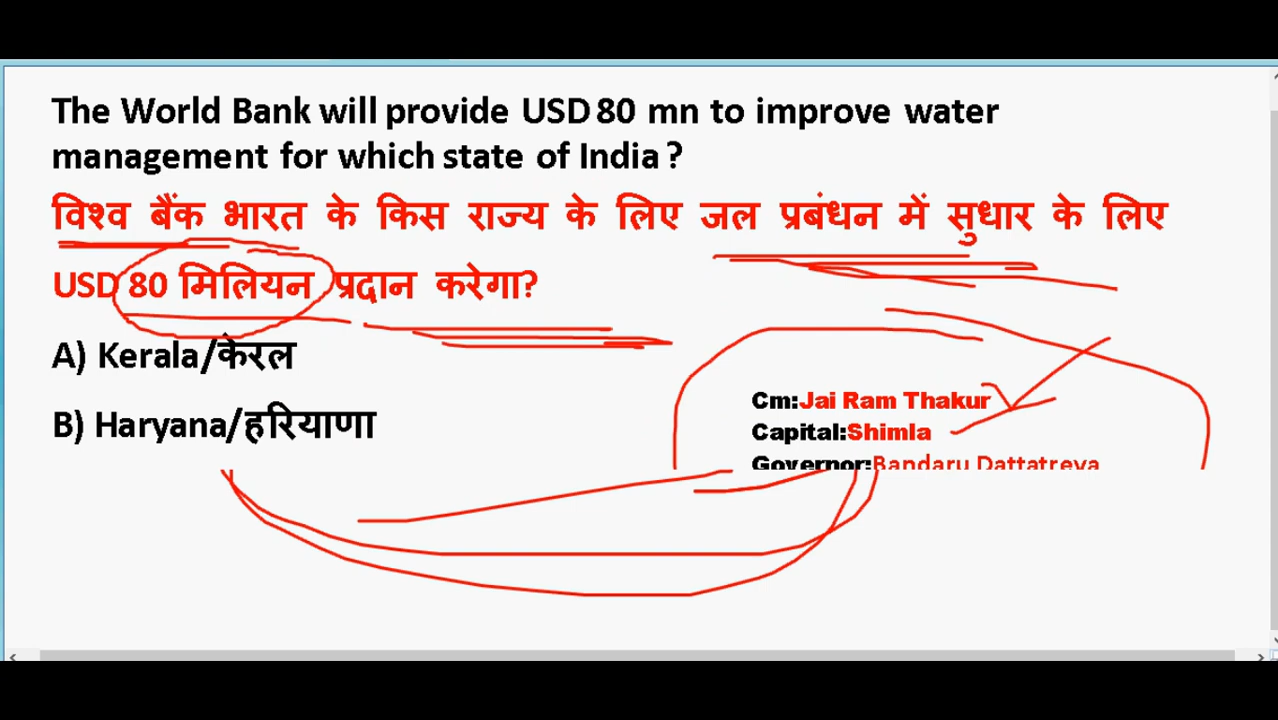 The World Bank will provide USD 80 mn to improve water
management for which state of India ?
विश्व बैंक भारत के किस राज्य के लिए जल प्रबंधन में सुधार के लिए
USD 80 मिलियन प्रदान करेगा?
A) Kerala/केरल
B) Haryana/हरियाणा
Cm:Jai Ram Thakur
Capital:Shimla
Governor:Bandaru Dattatreya